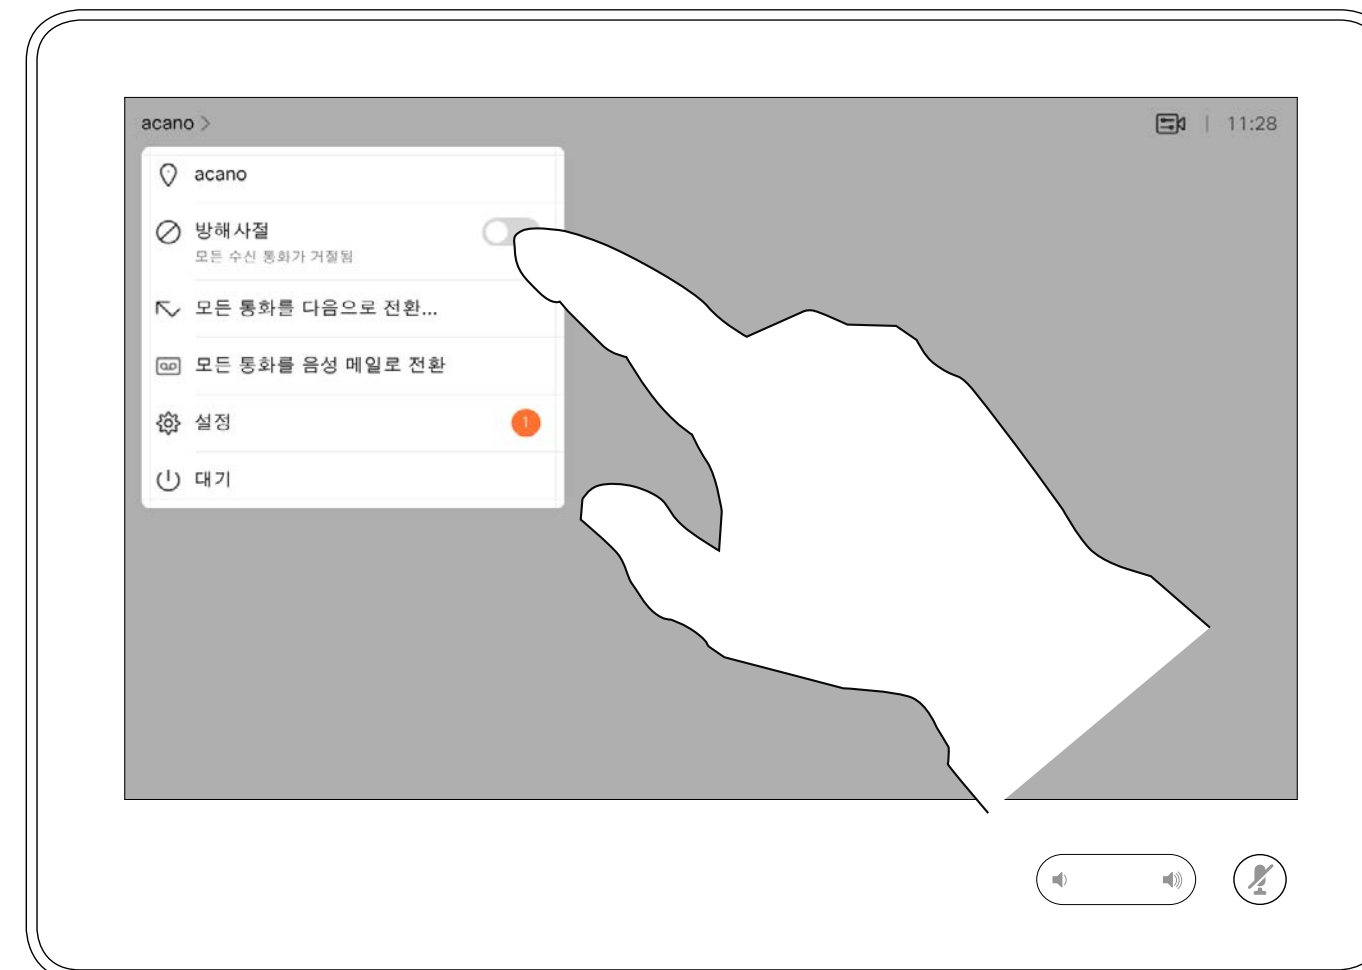 acano >
11:28
acano
방해사절
모든 수신 통화가 거절됨
모든 통화를 다음으로 전환...
모든 통화를 음성 메일로 전환
설정
1
대기